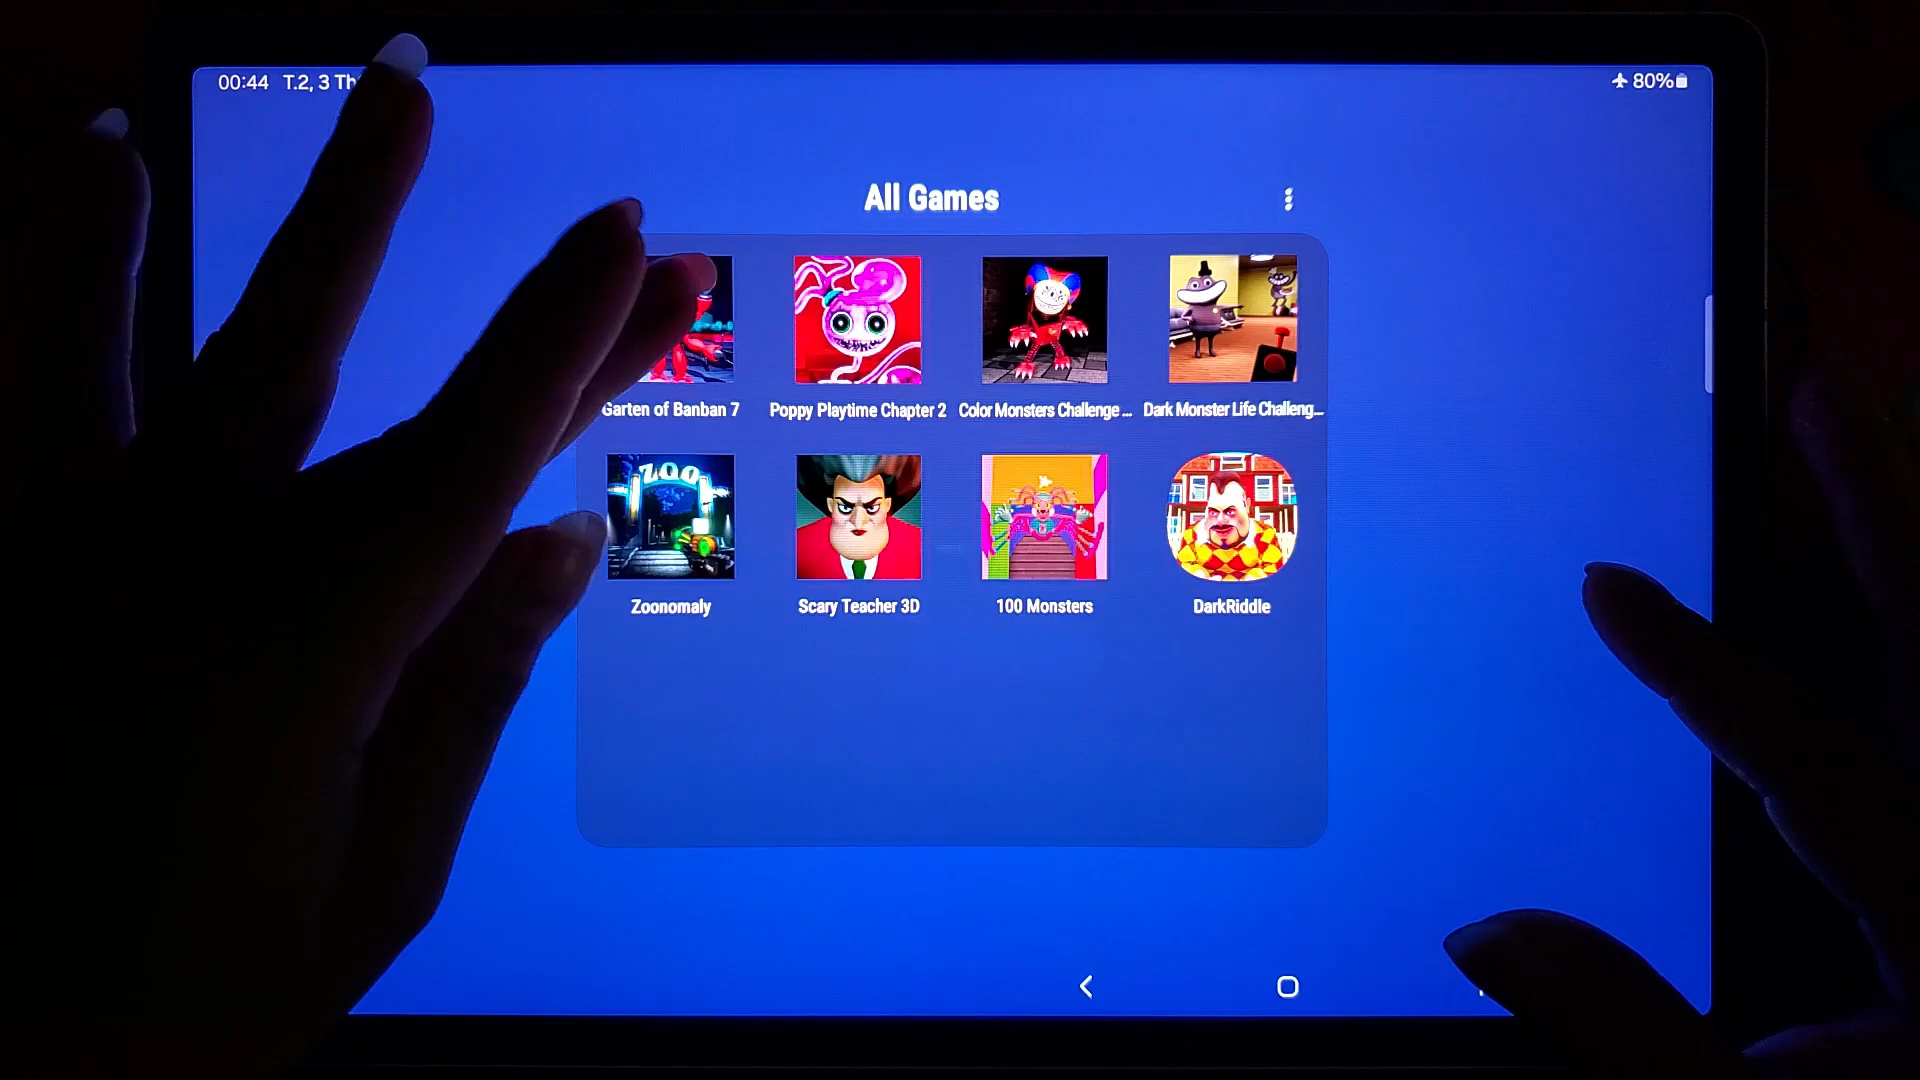 00:44 T.2, 3 Th
80%
All Games
Garten of Banban 7
Poppy Playtime Chapter 2
Color Monsters Challenge ...
Dark Monster Life Challeng...
ZOO
Zoonomaly
Scary Teacher 3D
100 Monsters
DarkRiddle